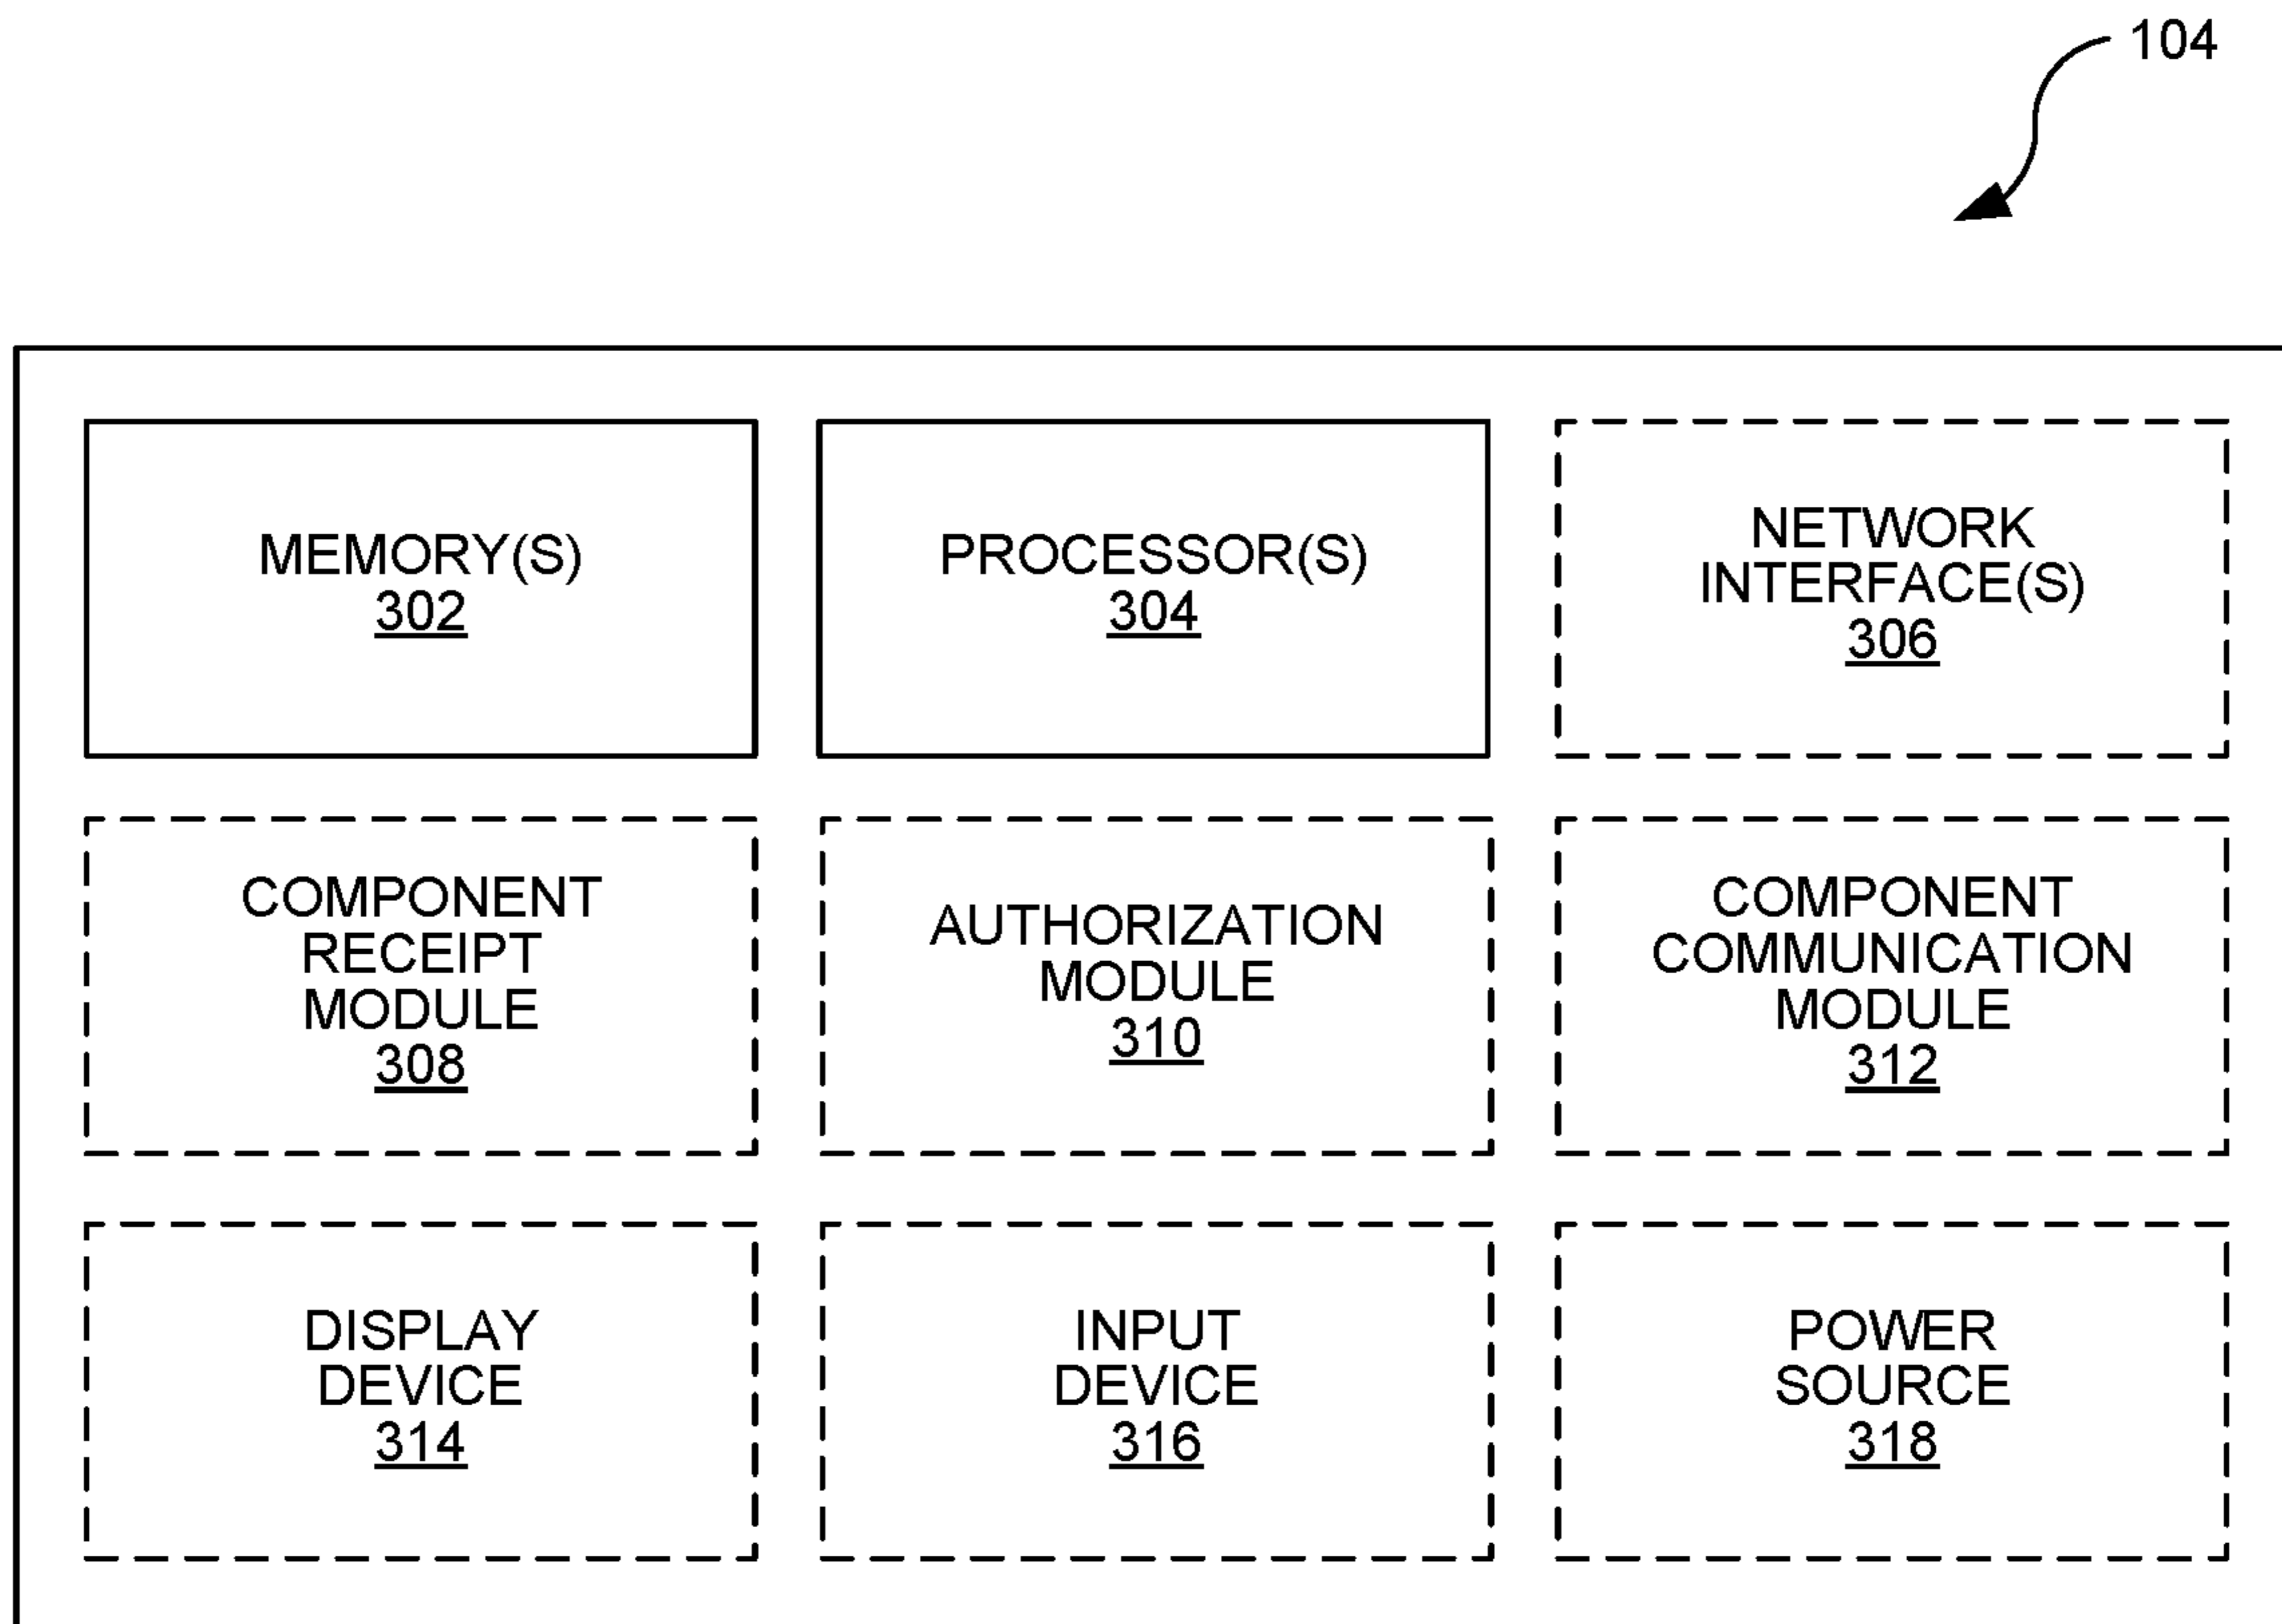 104
MEMORY(S)
302
PROCESSOR(S)
304
NETWORK
INTERFACE(S)
306
COMPONENT
RECEIPT
MODULE
308
AUTHORIZATION
MODULE
310
COMPONENT
COMMUNICATION
MODULE
312
DISPLAY
DEVICE
314
INPUT
DEVICE
316
POWER
SOURCE
318